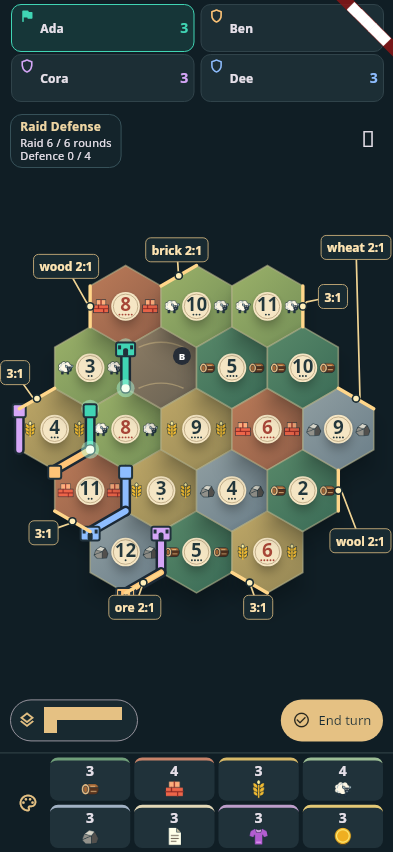 Ada 3
Ben
Cora 3
Dee 3
Raid Defense
Raid 6 / 6 rounds
Defence 0 / 4
brick 2:1
wheat 2:1
wood 2:1
3:1
8
10
11
B
3
5
10
3:1
4
8
9
6
9
11
3
4
2
3:1
wool 2:1
12
5
6
ore 2:1
3:1
End turn
3
4
3
4
3
3
3
3